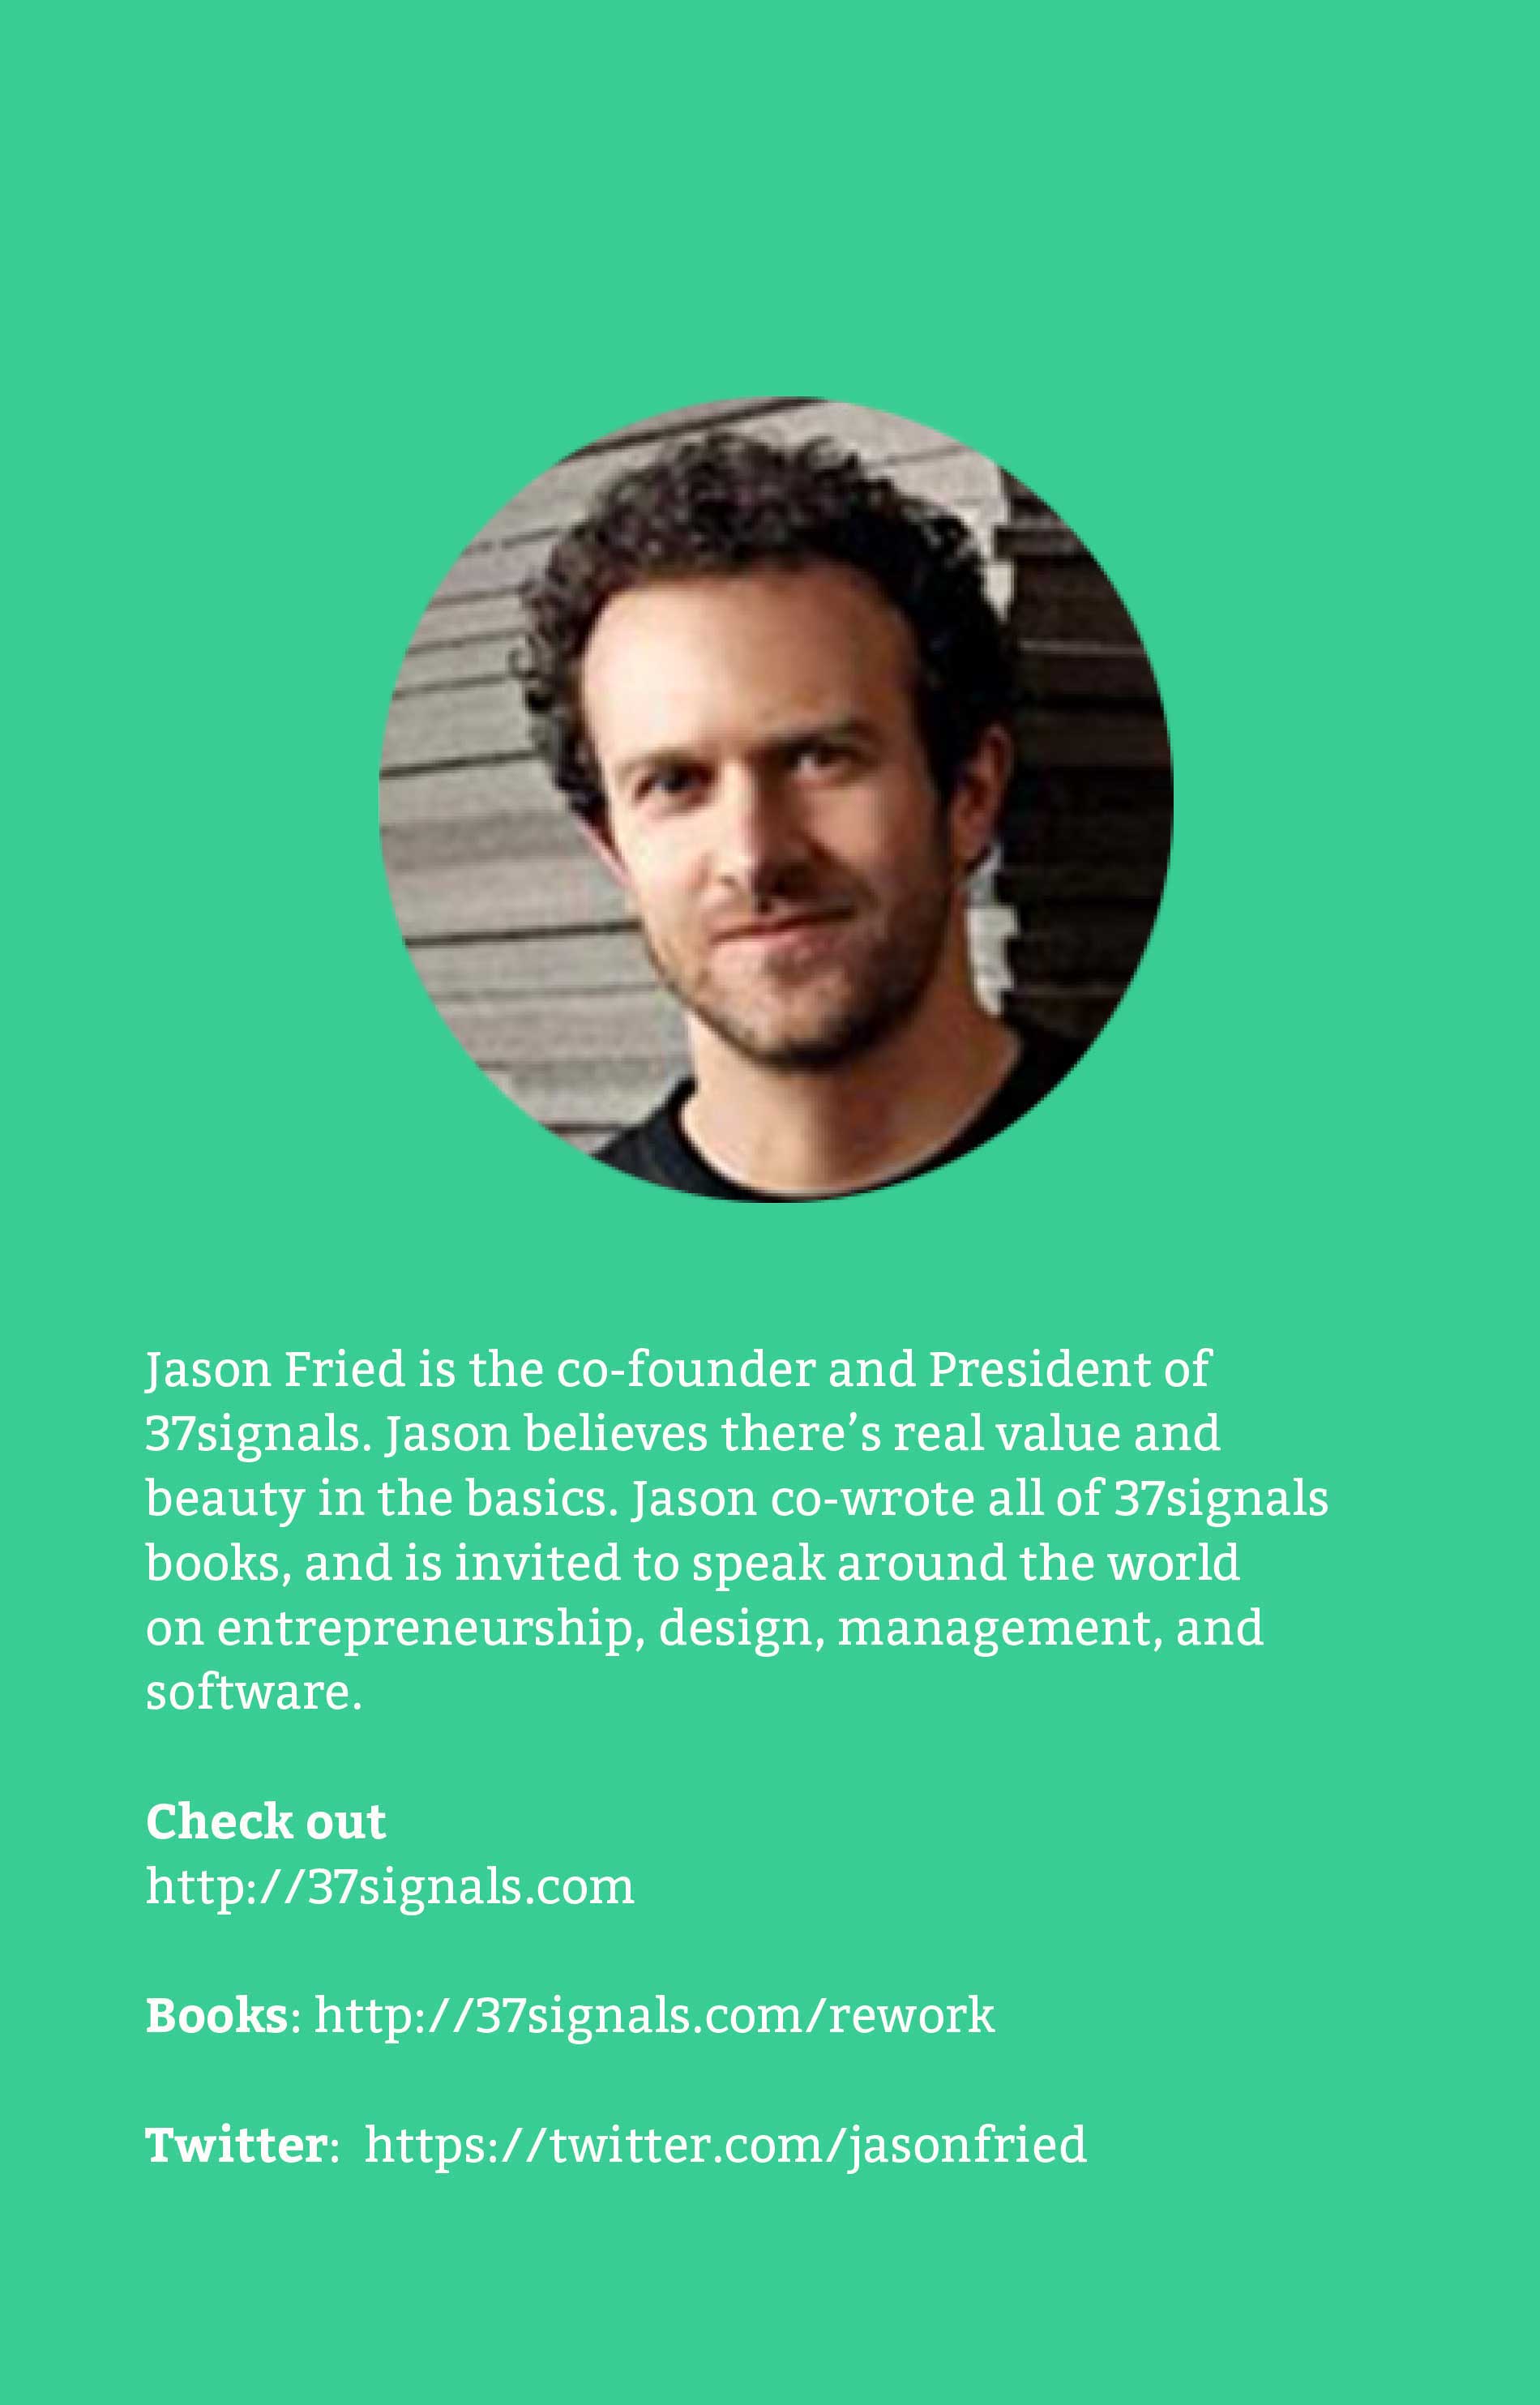 Jason Fried is the co-founder and President of
37signals. Jason believes there’s real value and
beauty in the basics. Jason co-wrote all of 37signals
books, and is invited to speak around the world
on entrepreneurship, design, management, and
software.
Check out
http://37signals.com
Books: http://37signals.com/rework
Twitter:  https://twitter.com/jasonfried